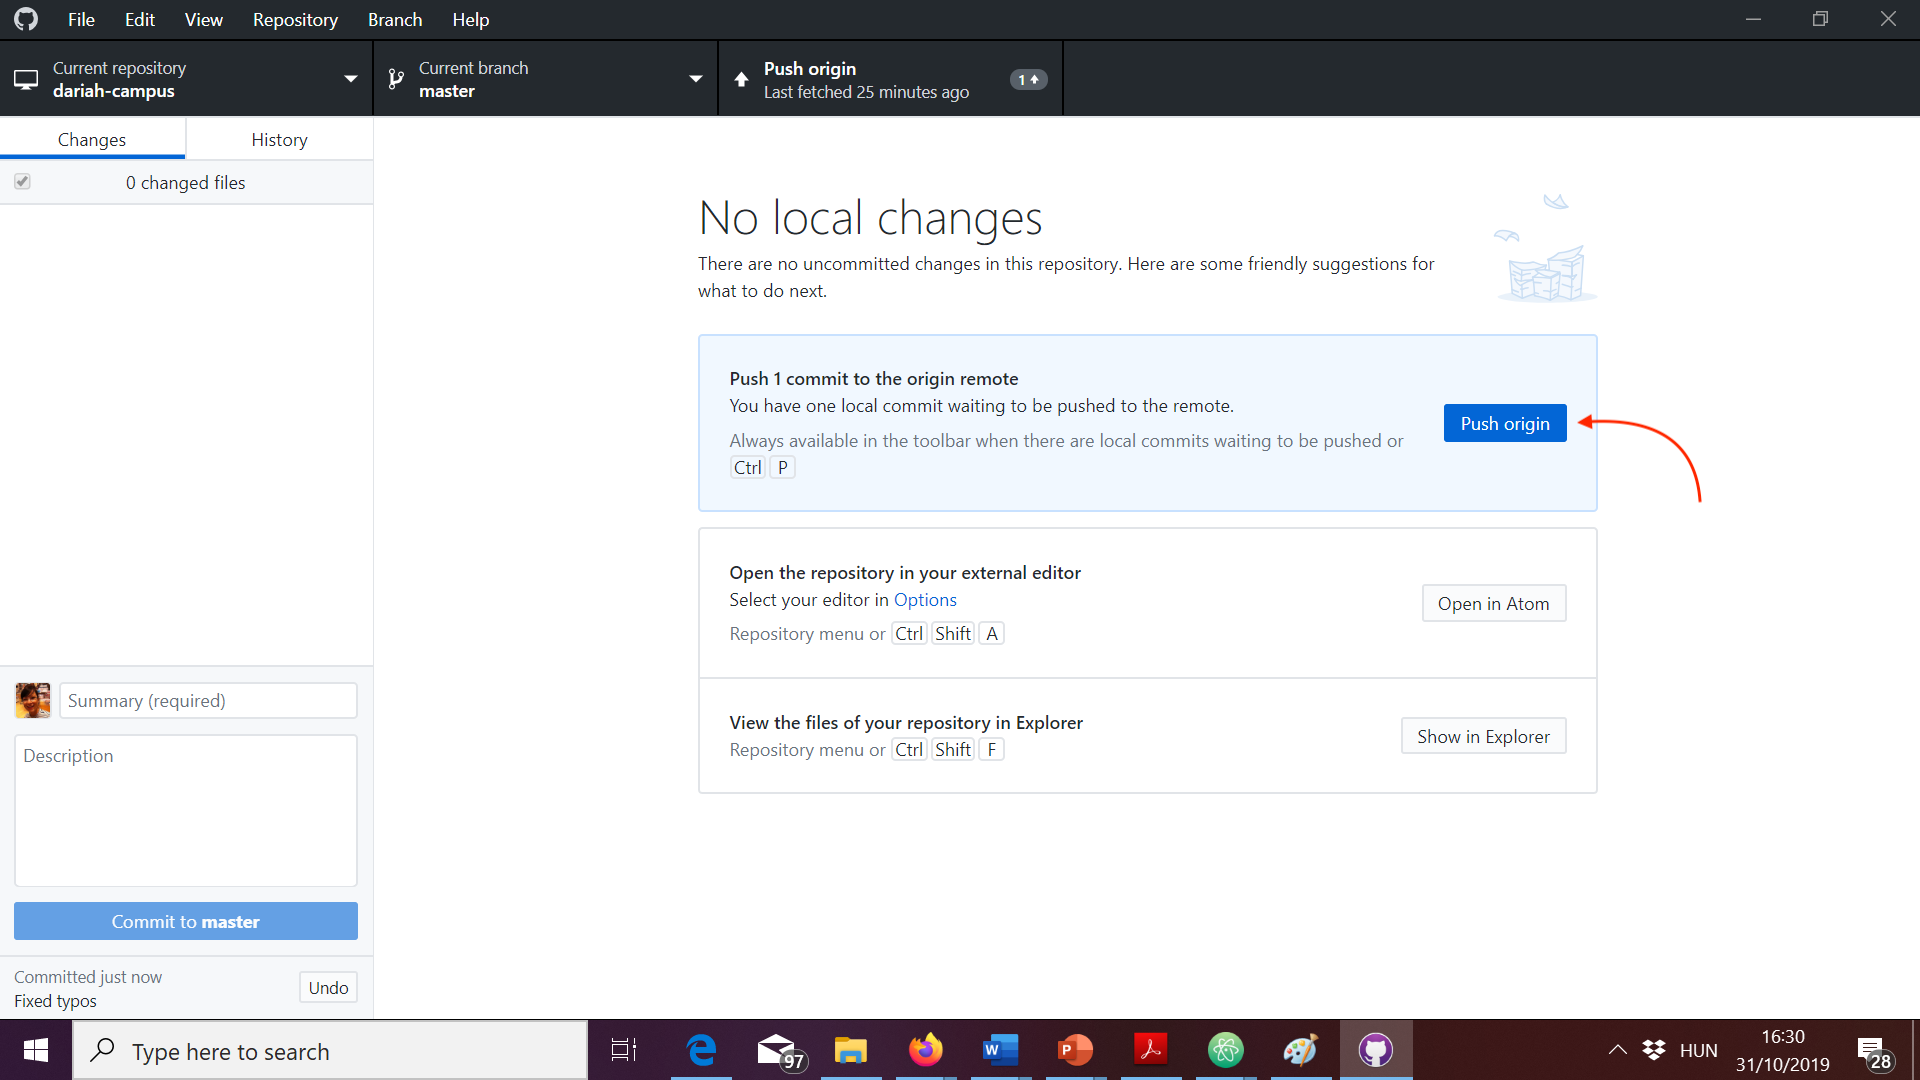 File Edit View Repository Branch Help
Current repository
dariah-campus
Current branch
master
Push origin
Last fetched 25 minutes ago
1
Changes History
0 changed files
No local changes
There are no uncommitted changes in this repository. Here are some friendly suggestions for
what to do next.
Push 1 commit to the origin remote
You have one local commit waiting to be pushed to the remote.
Always available in the toolbar when there are local commits waiting to be pushed or
Ctrl P
Push origin
Open the repository in your external editor
Select your editor in Options
Repository menu or Ctrl Shift A
Open in Atom
View the files of your repository in Explorer
Repository menu or Ctrl Shift F
Show in Explorer
Summary (required)
Description
Commit to master
Committed just now
Fixed typos
Undo
Type here to search
97
W
P
HUN
16:30
31/10/2019
28